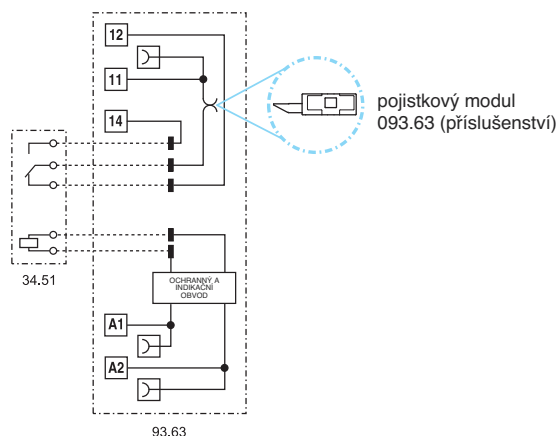 12
11
14
pojistkový modul
093.63 (příslušenství)
34.51
OCHRANNÝ A
INDIKAČNÍ
OBVOD
A1
A2
93.63